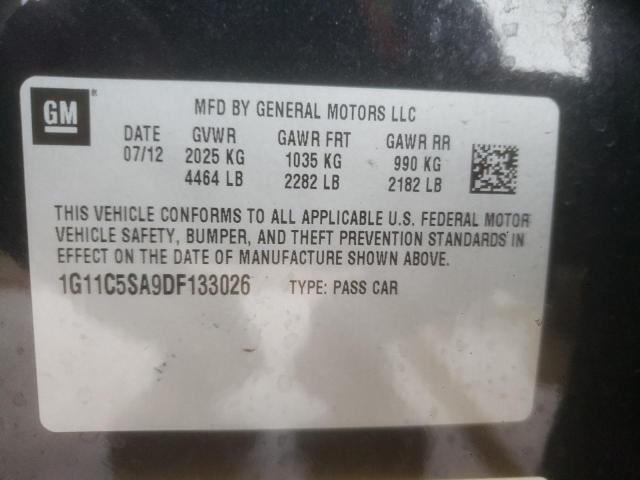 GM®
MFD BY GENERAL MOTORS LLC
DATE GVWR GAWR FRT GAWR RR
07/12 2025 KG 1035 KG 990 KG
4464 LB 2282 LB 2182 LB
THIS VEHICLE CONFORMS TO ALL APPLICABLE U.S. FEDERAL MOTOR
VEHICLE SAFETY, BUMPER, AND THEFT PREVENTION STANDARDS IN
EFFECT ON THE DATE OF MANUFACTURE SHOWN ABOVE.
1G11C5SA9DF133026 TYPE: PASS CAR